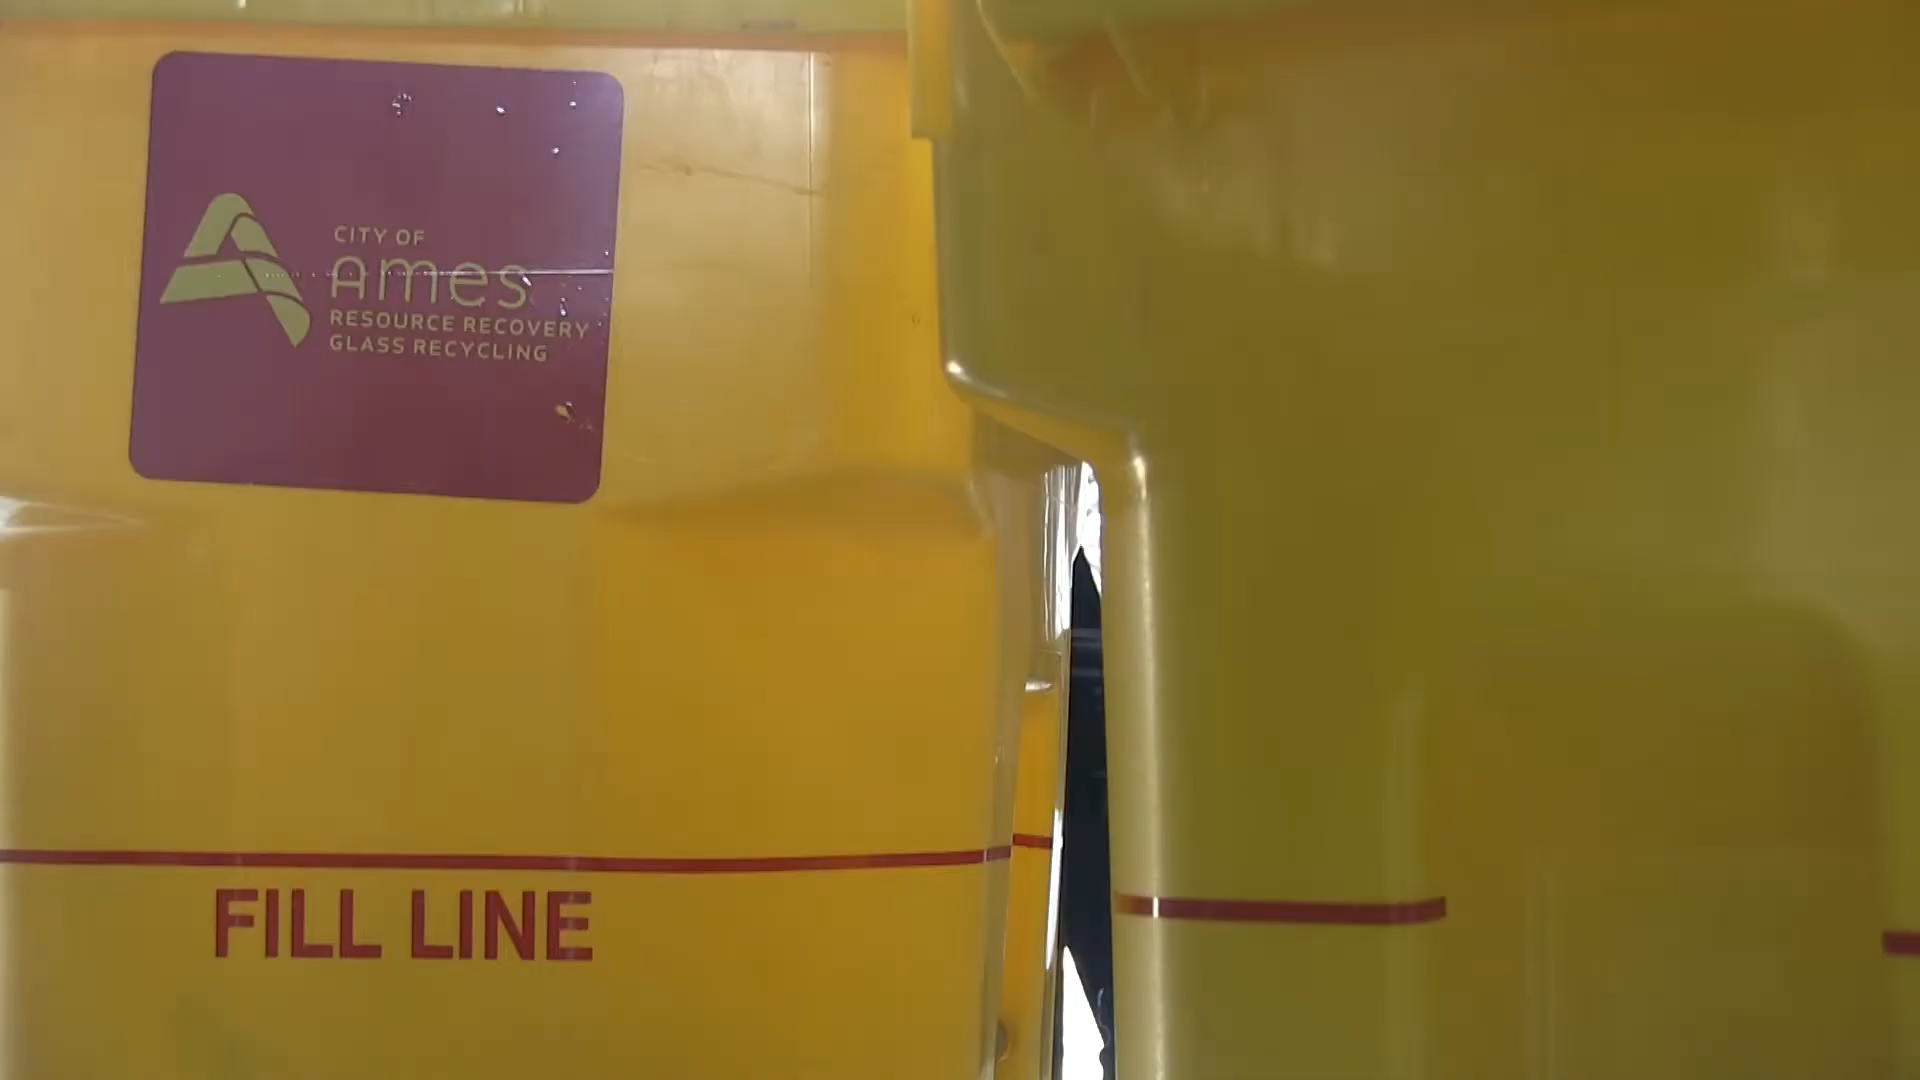 CITY OF
Ames
RESOURCE RECOVERY
GLASS RECYCLING
FILL LINE